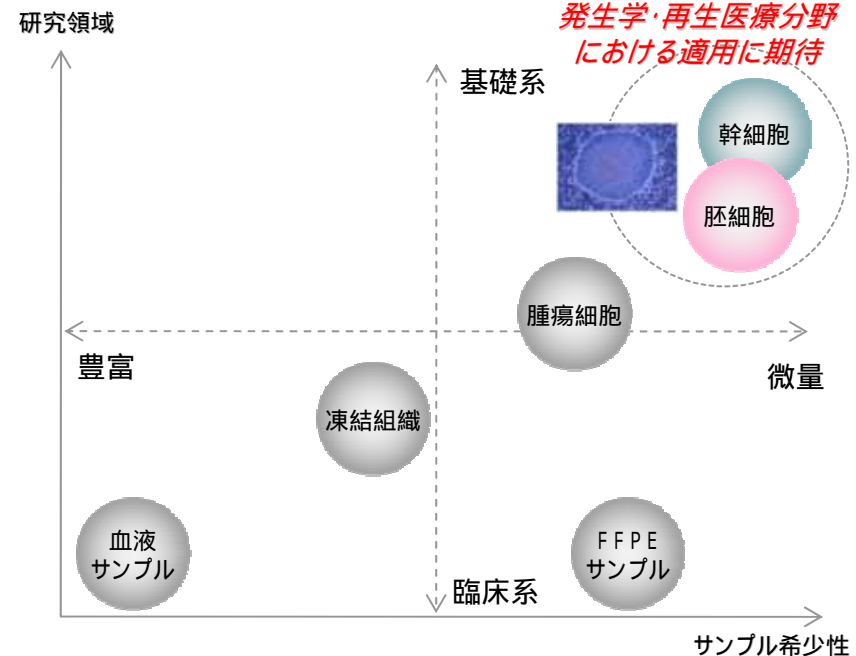 発生学・再生医療分野
における適用に期待
研究領域
基礎系
幹細胞
胚細胞
腫瘍細胞
豊富
微量
凍結組織
血液
サンプル
FFPE
サンプル
臨床系
サンプル希少性